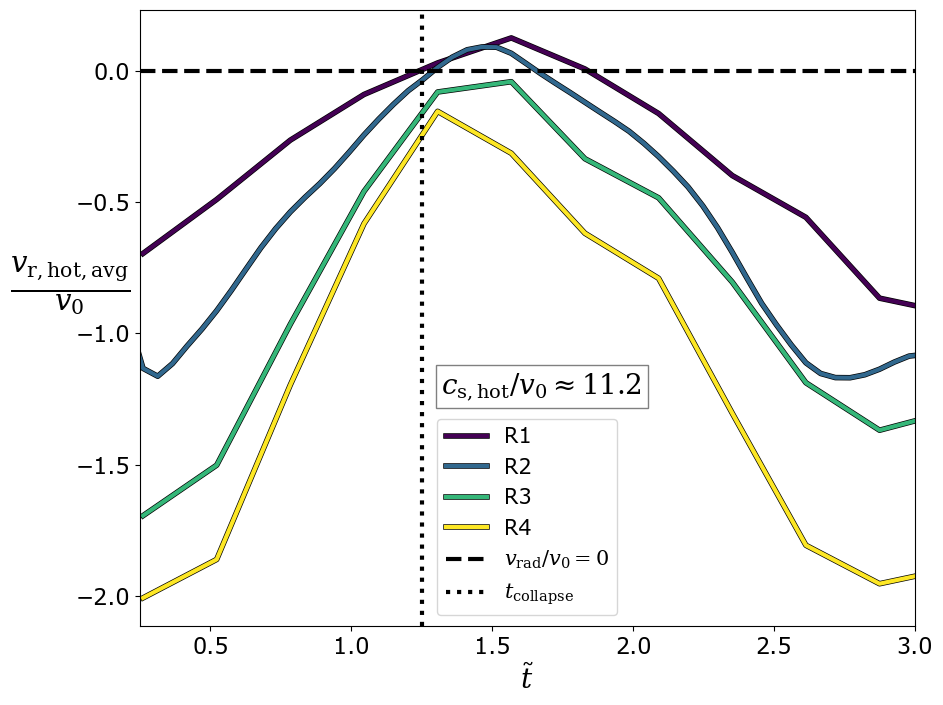 0.0
−0.5
−1.0
−1.5
−2.0
v_r,hot,avg
v_0
c_s,hot/v_0 ≈ 11.2
R1
R2
R3
R4
v_rad/v_0 = 0
t_collapse
0.5 1.0 1.5 2.0 2.5 3.0
t̃